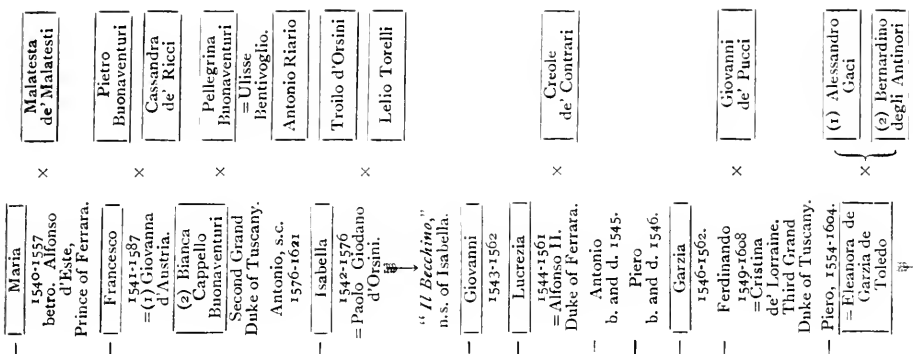 Maria
1540-1557
betro. Alfonso
d'Este,
Prince of Ferrara.
×
Malatesta
de' Malatesti
Francesco
1541-1587
=(1) Giovanna
d'Austria.
(2) Bianca
Cappello
Buonaventuri
Second Grand
Duke of Tuscany.
×
Pietro
Buonaventuri
Cassandra
de' Ricci
×
Pellegrina
Buonaventuri
=Ulisse
Bentivoglio.
Antonio Riario
Antonio, s.c.
1576-1621
Isabella
1542-1576
=Paolo Giodano
d'Orsini.
×
Troilo d'Orsini
Lelio Torelli
"Il Becchino,"
n.s. of Isabella.
Giovanni
1543-1562
Lucrezia
1544-1561
=Alfonso II.
Duke of Ferrara.
×
Creole
de' Contrari
Antonio
b. and d. 1545.
Piero
b. and d. 1546.
Garzia
1546-1562.
Ferdinando
1549-1608
=Cristina
de' Lorraine.
Third Grand
Duke of Tuscany.
×
Giovanni
de' Pucci
Piero, 1554-1604.
=Eleanora de
Garzia de
Toledo
×
(1) Alessandro
Gaci
(2) Bernardino
degli Antinori